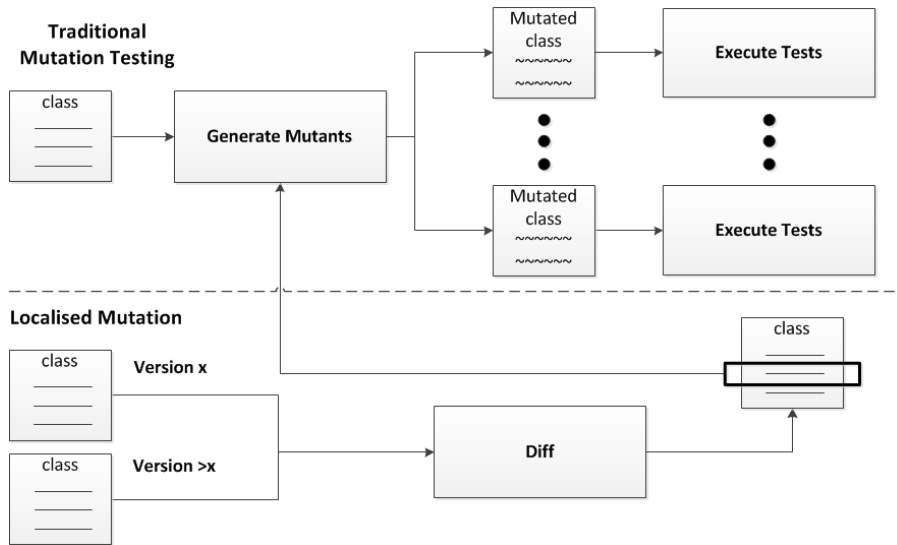 Traditional
Mutation Testing
class
Generate Mutants
Mutated
class
~~~~~~
~~~~~~
Execute Tests
Mutated
class
~~~~~~
~~~~~~
Execute Tests
Localised Mutation
class
Version x
class
Version >x
Diff
class